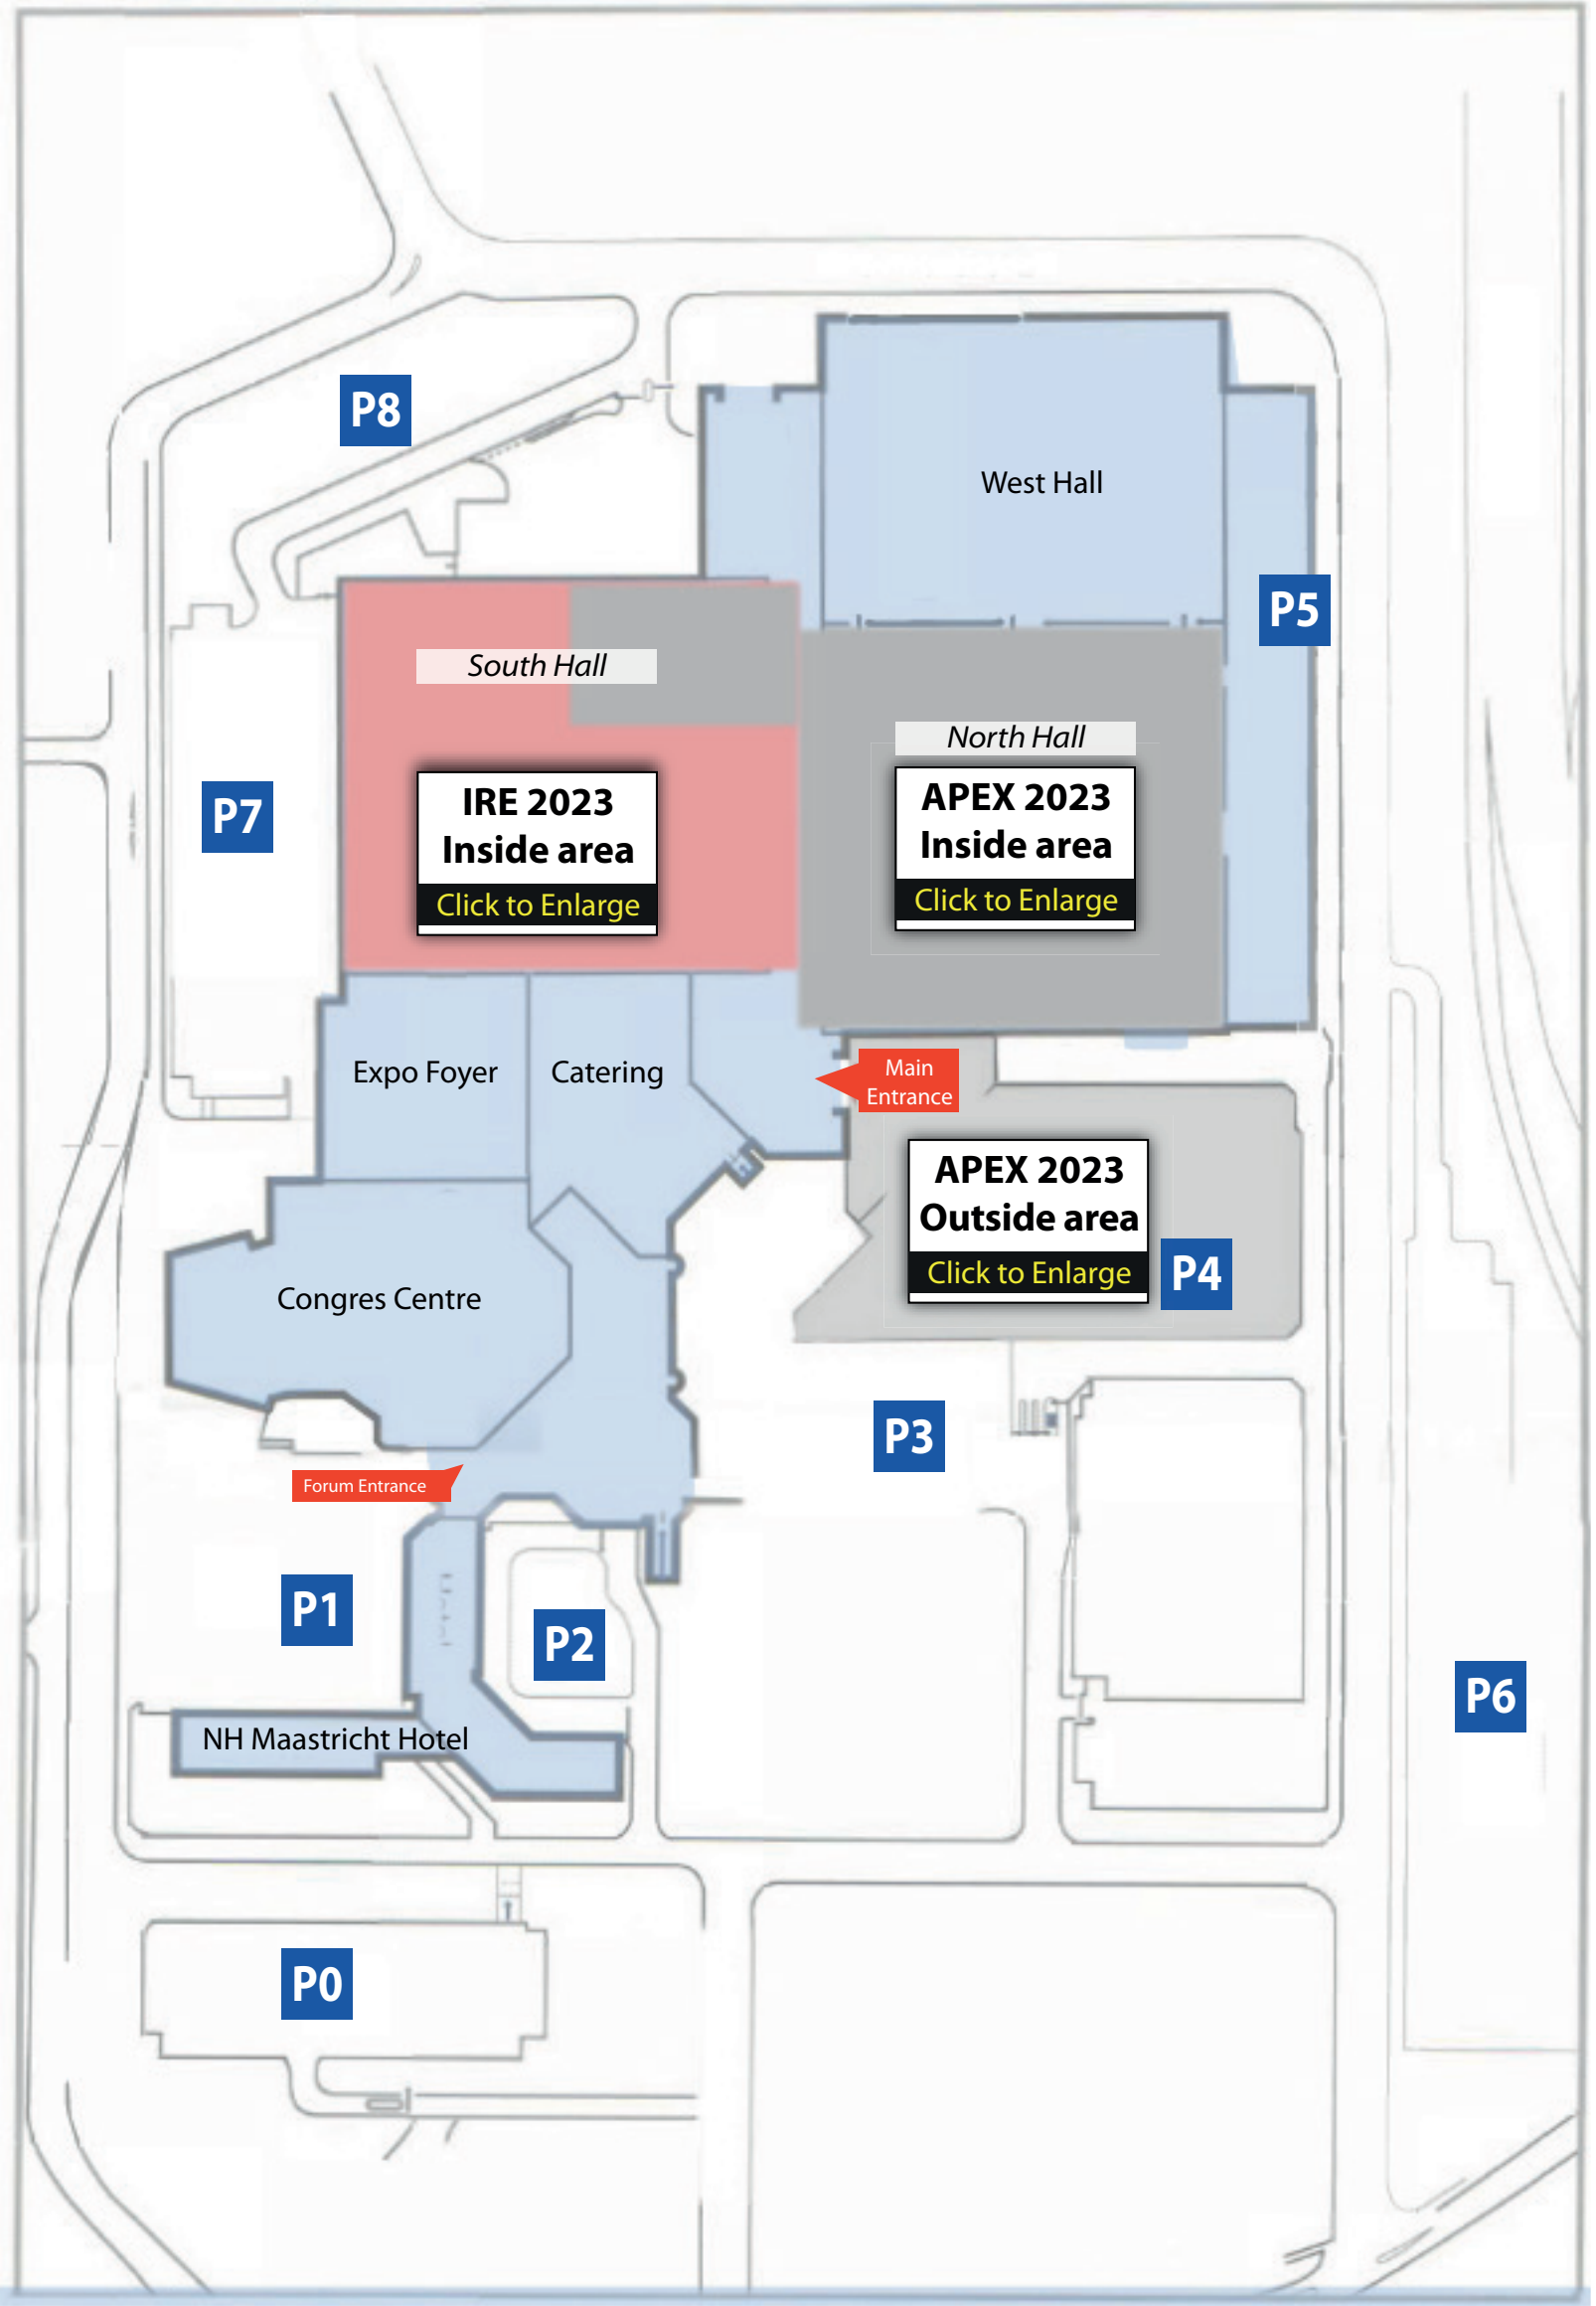 P8
West Hall
P5
South Hall
North Hall
IRE 2023
Inside area
Click to Enlarge
APEX 2023
Inside area
Click to Enlarge
P7
Expo Foyer
Catering
Main
Entrance
APEX 2023
Outside area
Click to Enlarge
P4
Congres Centre
P3
Forum Entrance
P1
P2
P6
NH Maastricht Hotel
P0